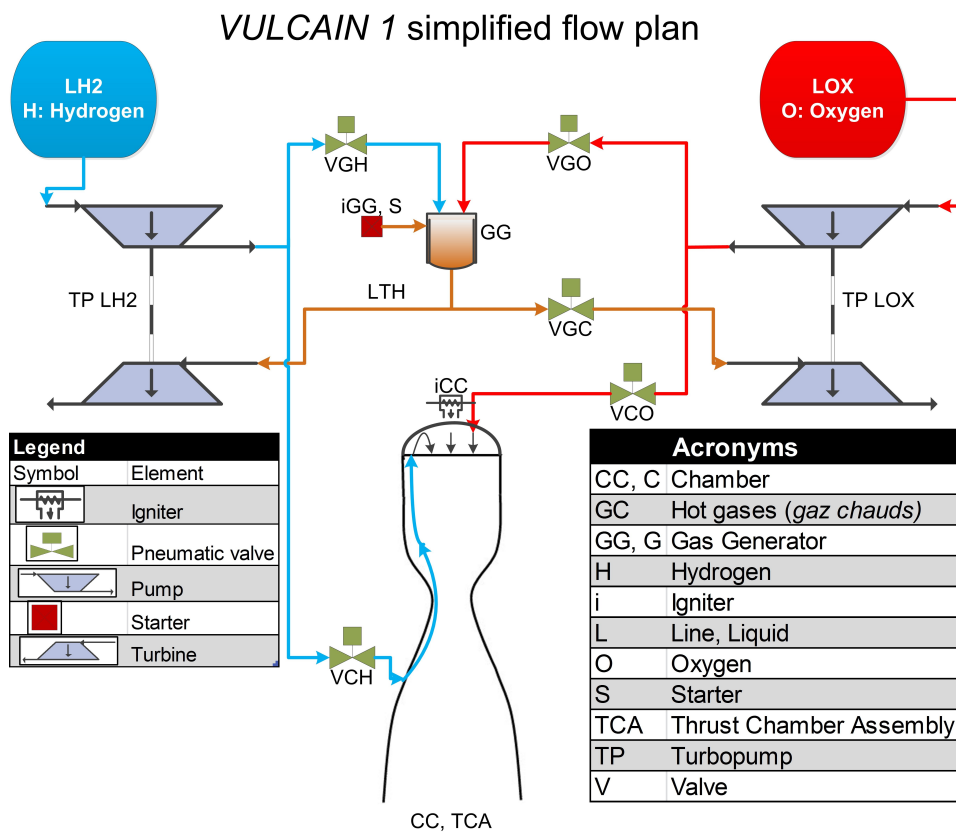 VULCAIN 1 simplified flow plan
LH2
H: Hydrogen
LOX
O: Oxygen
VGH
VGO
iGG, S
GG
TP LH2
LTH
VGC
TP LOX
iCC
VCO
VCH
CC, TCA
Legend
Symbol Element
Igniter
Pneumatic valve
Pump
Starter
Turbine
Acronyms
CC, C Chamber
GC Hot gases (gaz chauds)
GG, G Gas Generator
H Hydrogen
i Igniter
L Line, Liquid
O Oxygen
S Starter
TCA Thrust Chamber Assembly
TP Turbopump
V Valve